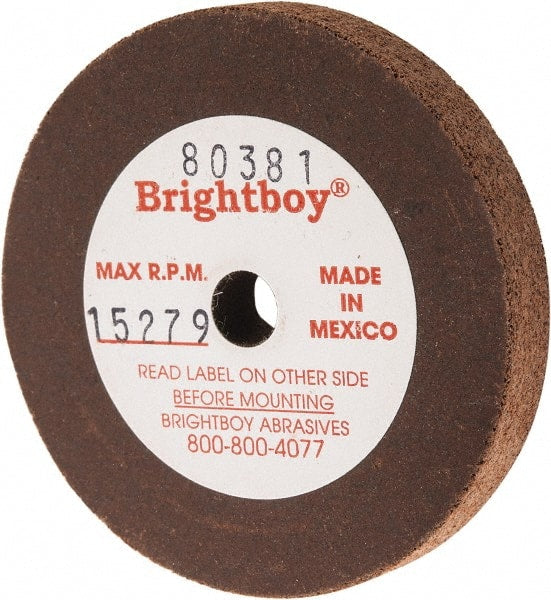 80381
Brightboy®
MAX R.P.M.
15279
MADE
IN
MEXICO
READ LABEL ON OTHER SIDE
BEFORE MOUNTING
BRIGHTBOY ABRASIVES
800-800-4077